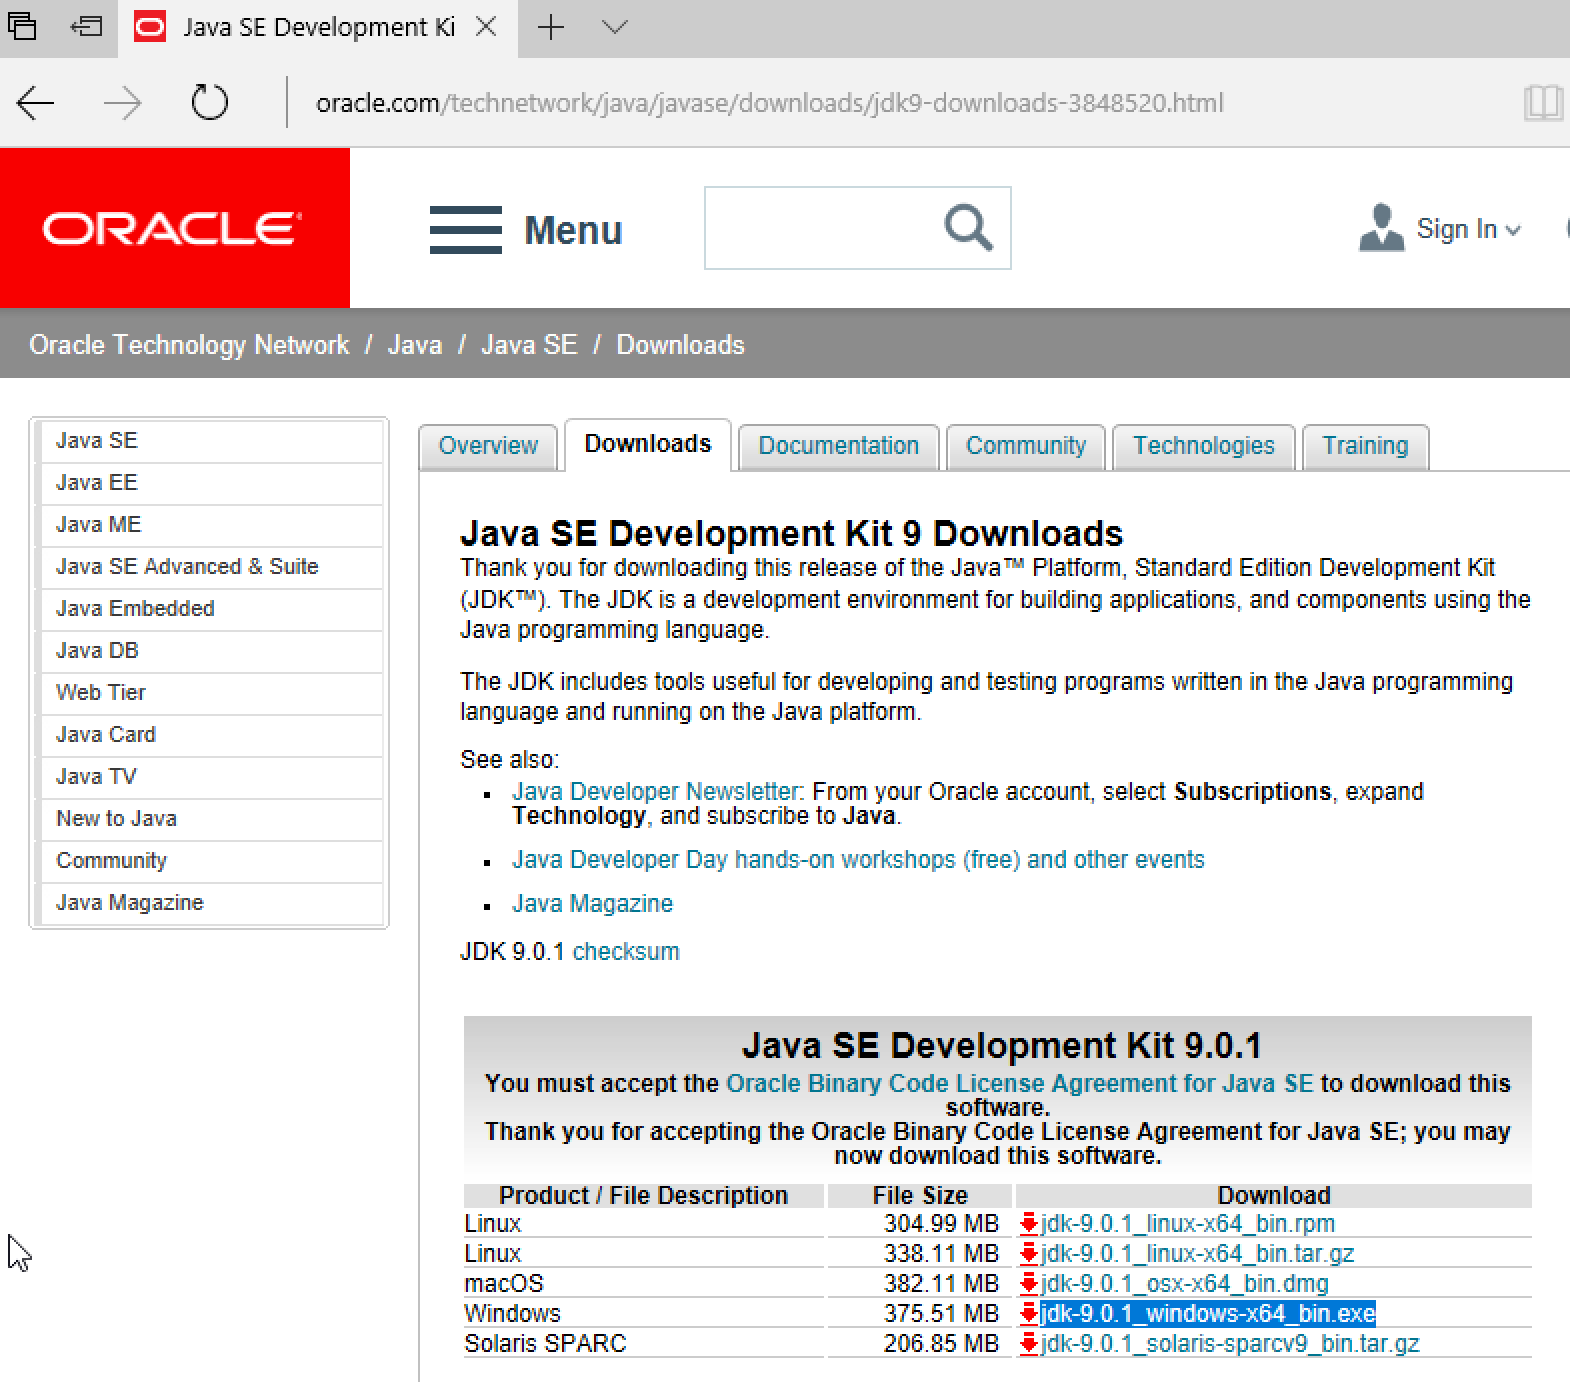 Java SE Development Ki
oracle.com/technetwork/java/javase/downloads/jdk9-downloads-3848520.html
ORACLE
Menu
Sign In
Oracle Technology Network / Java / Java SE / Downloads
Java SE
Java EE
Java ME
Java SE Advanced & Suite
Java Embedded
Java DB
Web Tier
Java Card
Java TV
New to Java
Community
Java Magazine
Overview Downloads Documentation Community Technologies Training
Java SE Development Kit 9 Downloads
Thank you for downloading this release of the Java™ Platform, Standard Edition Development Kit
(JDK™). The JDK is a development environment for building applications, and components using the
Java programming language.
The JDK includes tools useful for developing and testing programs written in the Java programming
language and running on the Java platform.
See also:
Java Developer Newsletter: From your Oracle account, select Subscriptions, expand
Technology, and subscribe to Java.
Java Developer Day hands-on workshops (free) and other events
Java Magazine
JDK 9.0.1 checksum
Java SE Development Kit 9.0.1
You must accept the Oracle Binary Code License Agreement for Java SE to download this
software.
Thank you for accepting the Oracle Binary Code License Agreement for Java SE; you may
now download this software.
Product / File Description File Size Download
Linux 304.99 MB jdk-9.0.1_linux-x64_bin.rpm
Linux 338.11 MB jdk-9.0.1_linux-x64_bin.tar.gz
macOS 382.11 MB jdk-9.0.1_osx-x64_bin.dmg
Windows 375.51 MB jdk-9.0.1_windows-x64_bin.exe
Solaris SPARC 206.85 MB jdk-9.0.1_solaris-sparcv9_bin.tar.gz